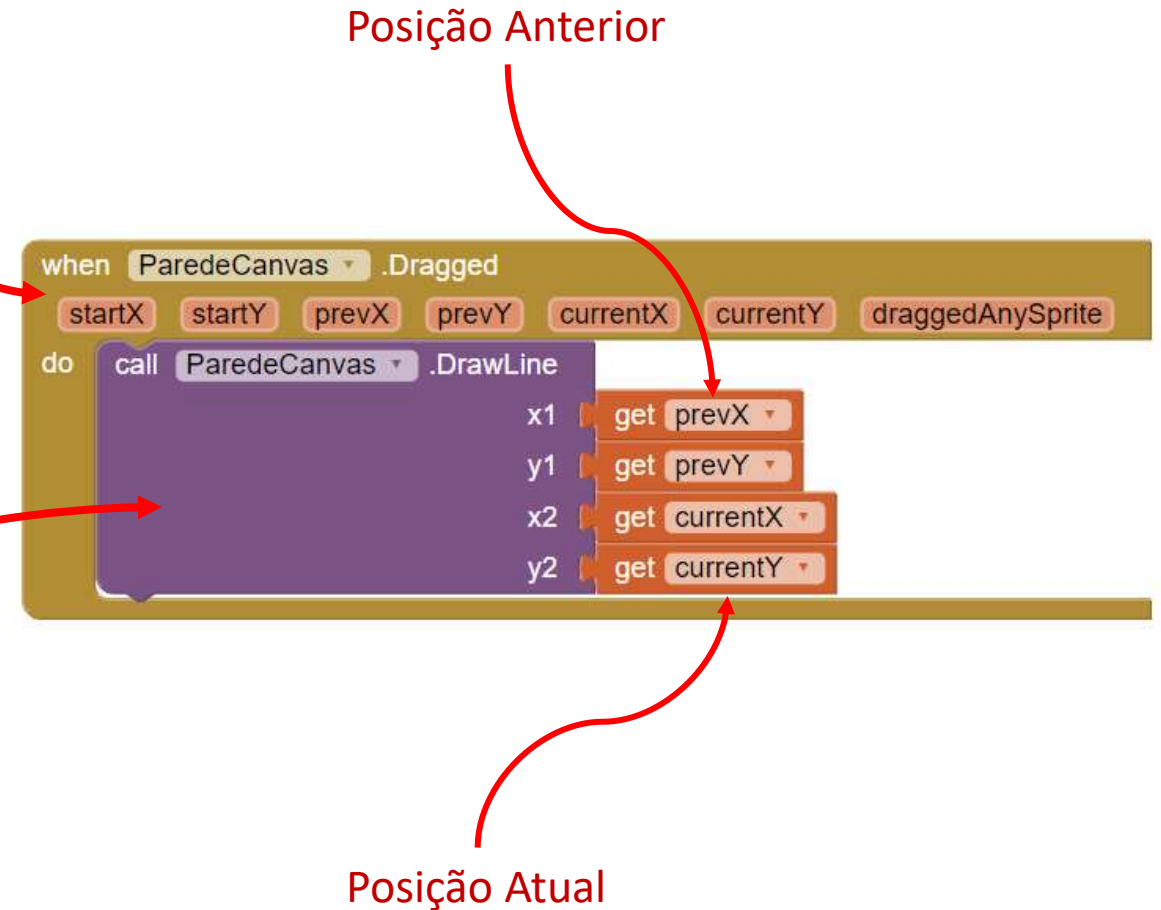 Posição Anterior
when ParedeCanvas .Dragged
startX startY prevX prevY currentX currentY draggedAnySprite
do call ParedeCanvas .DrawLine
x1 get prevX
y1 get prevY
x2 get currentX
y2 get currentY
Posição Atual